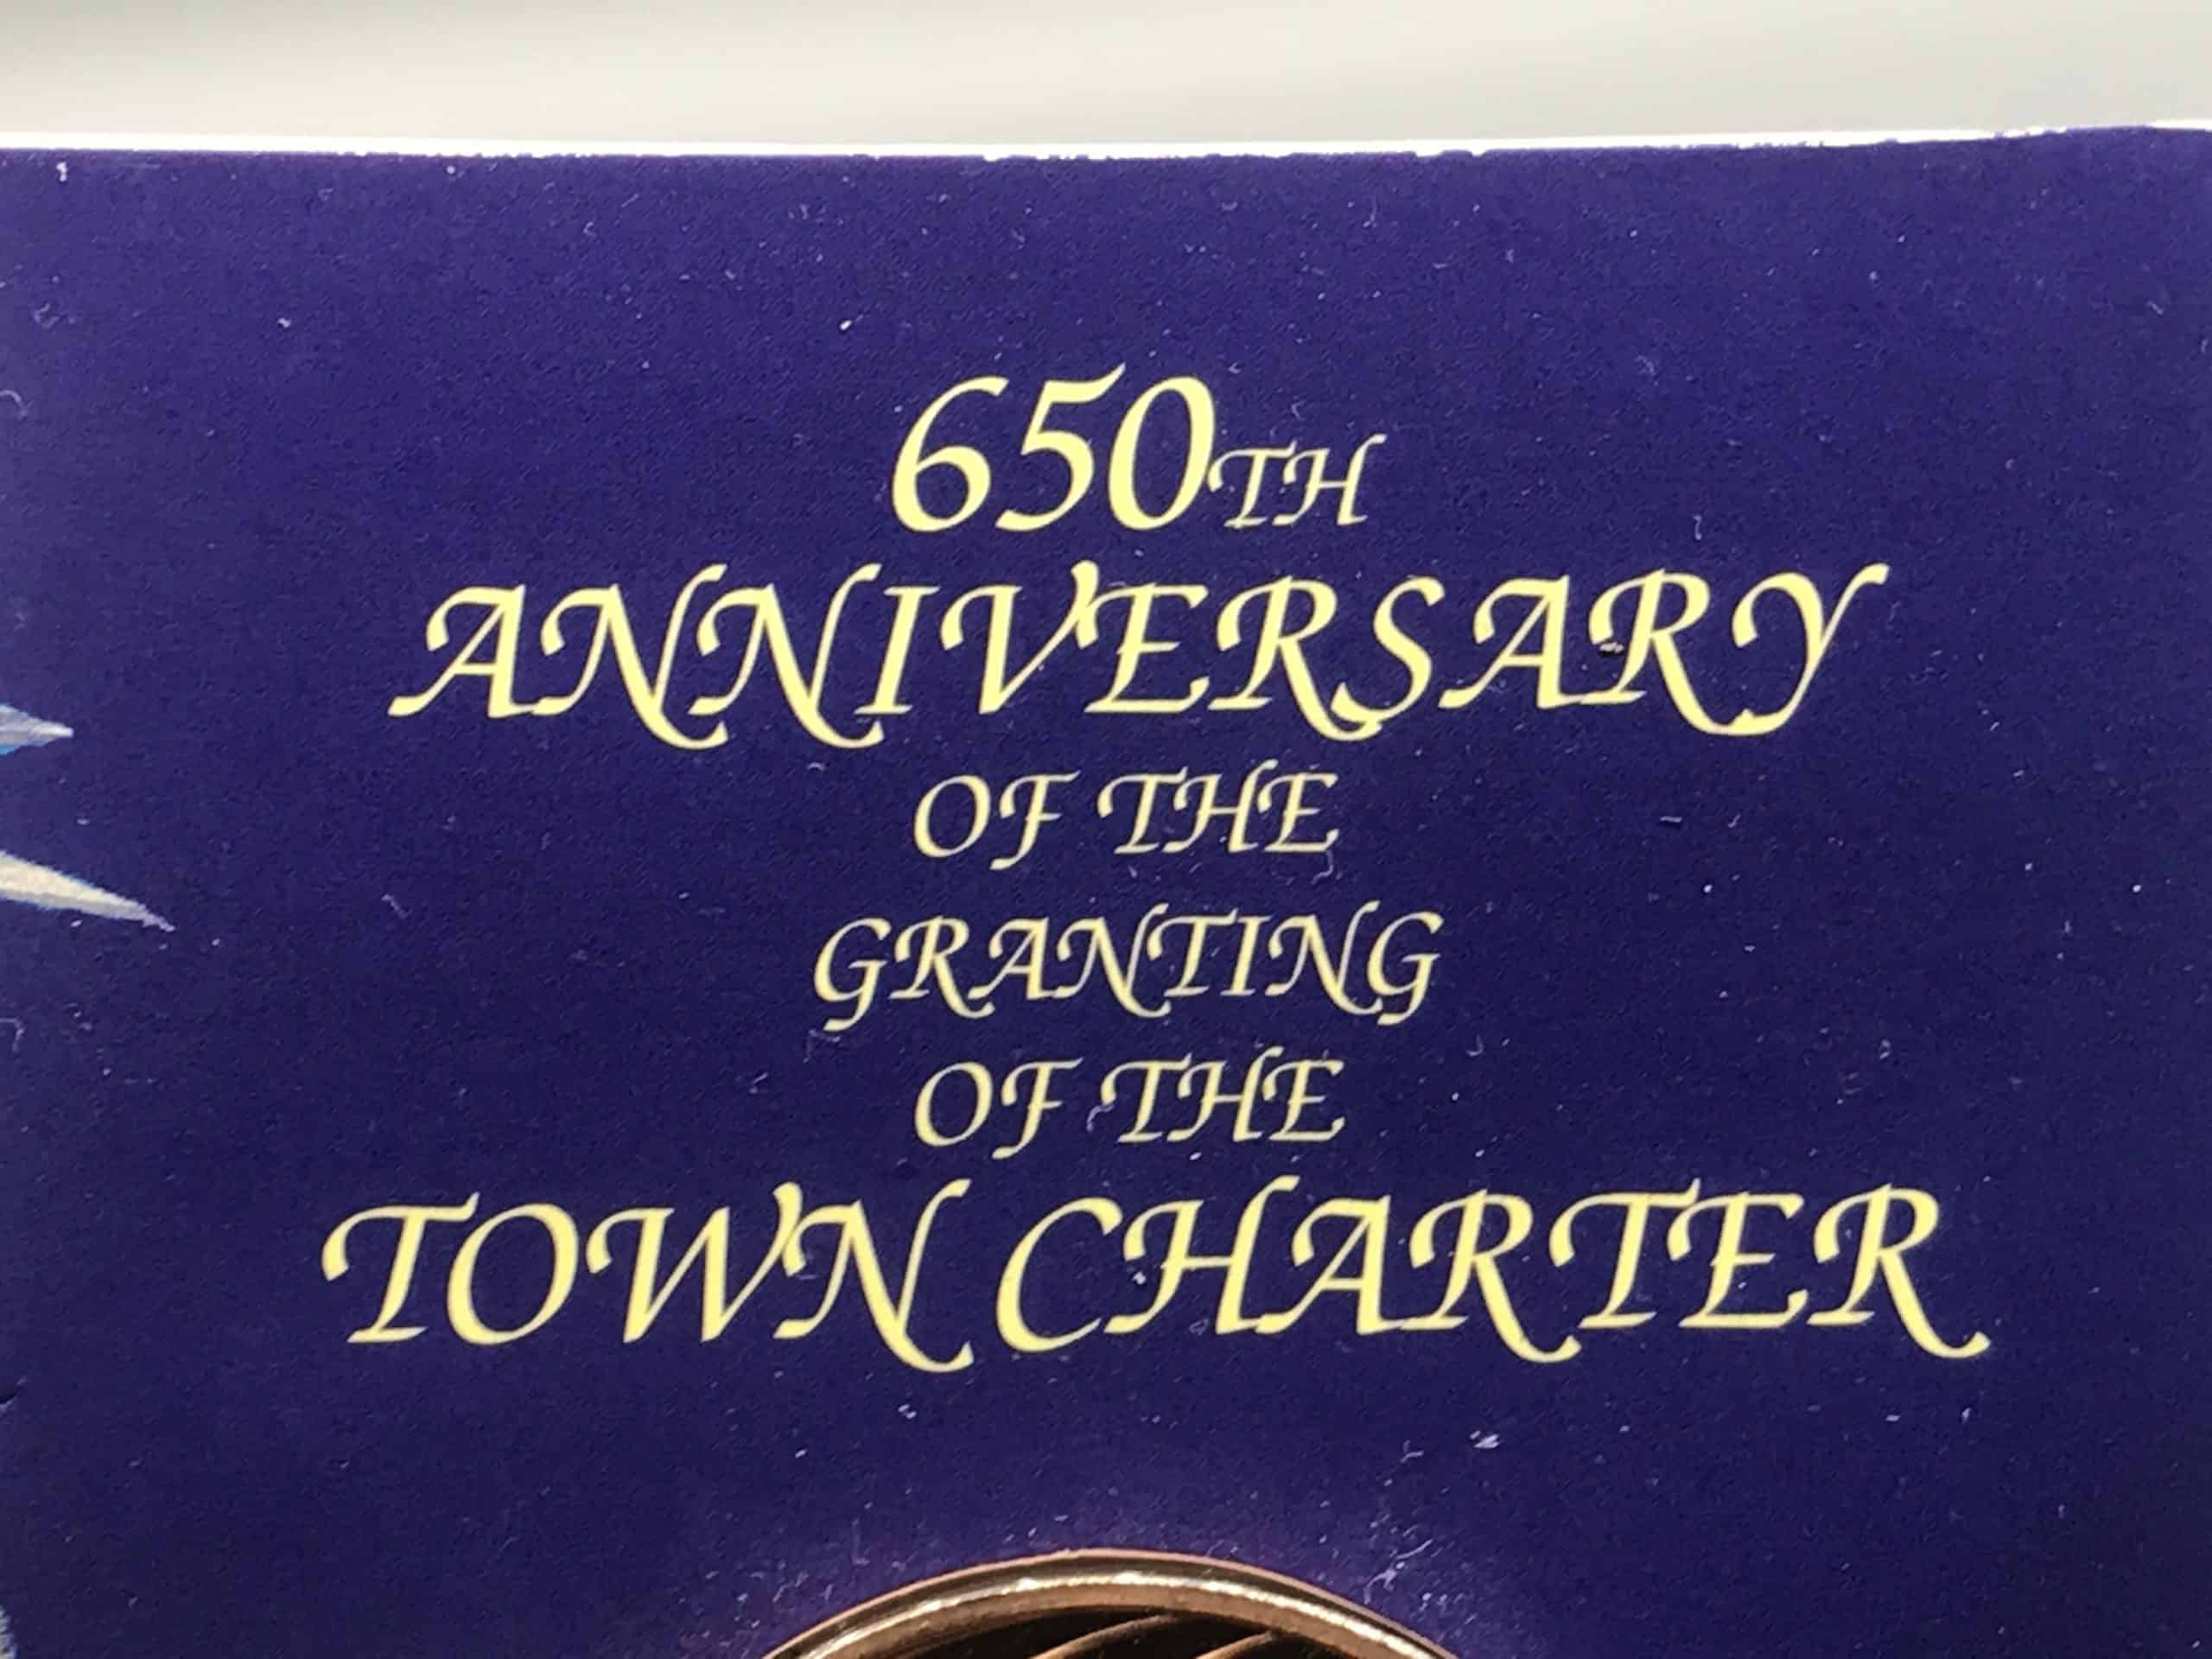 650TH
ANNIVERSARY
OF THE
GRANTING
OF THE
TOWN CHARTER